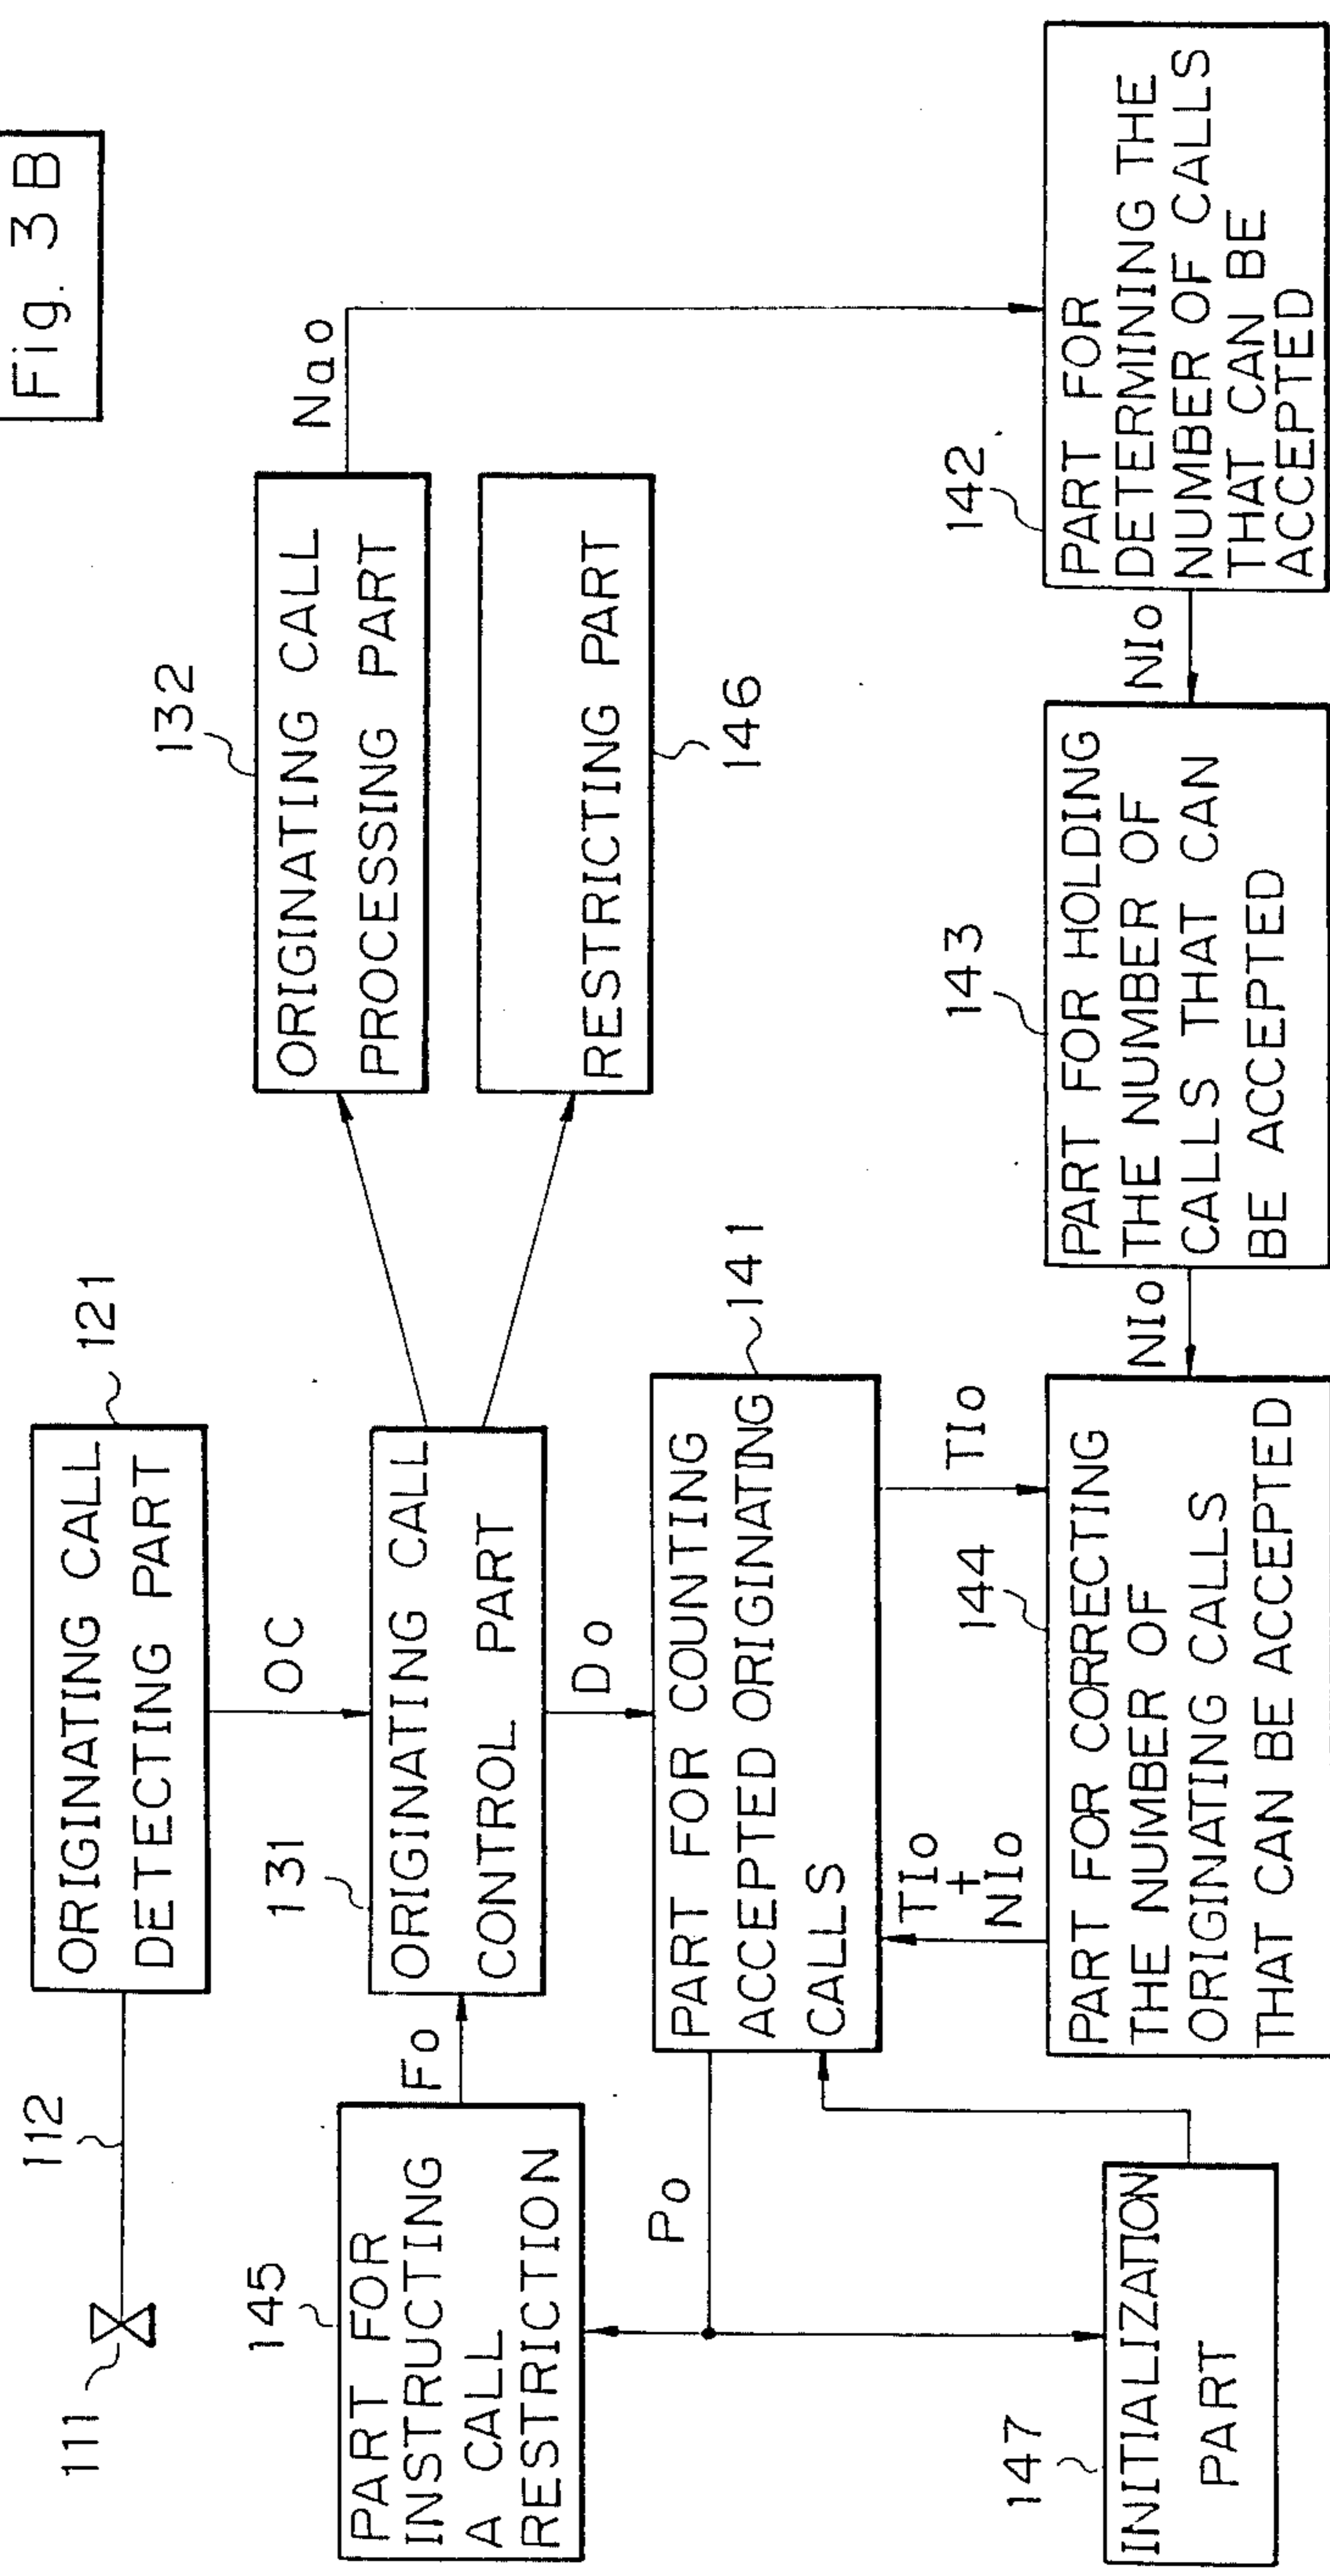 Fig. 3B
111
112
ORIGINATING CALL
DETECTING PART
121
OC
145
PART FOR
INSTRUCTING
A CALL
RESTRICTION
Fo
131
ORIGINATING CALL
CONTROL PART
132
ORIGINATING CALL
PROCESSING PART
Nao
RESTRICTING PART
146
Do
Po
PART FOR COUNTING
ACCEPTED ORIGINATING
CALLS
141
TIo
+
NIo
TIo
147
INITIALIZATION
PART
144
PART FOR CORRECTING
THE NUMBER OF
ORIGINATING CALLS
THAT CAN BE ACCEPTED
NIo
143
PART FOR HOLDING
THE NUMBER OF
CALLS THAT CAN
BE ACCEPTED
NIo
142
PART FOR
DETERMINING THE
NUMBER OF CALLS
THAT CAN BE
ACCEPTED